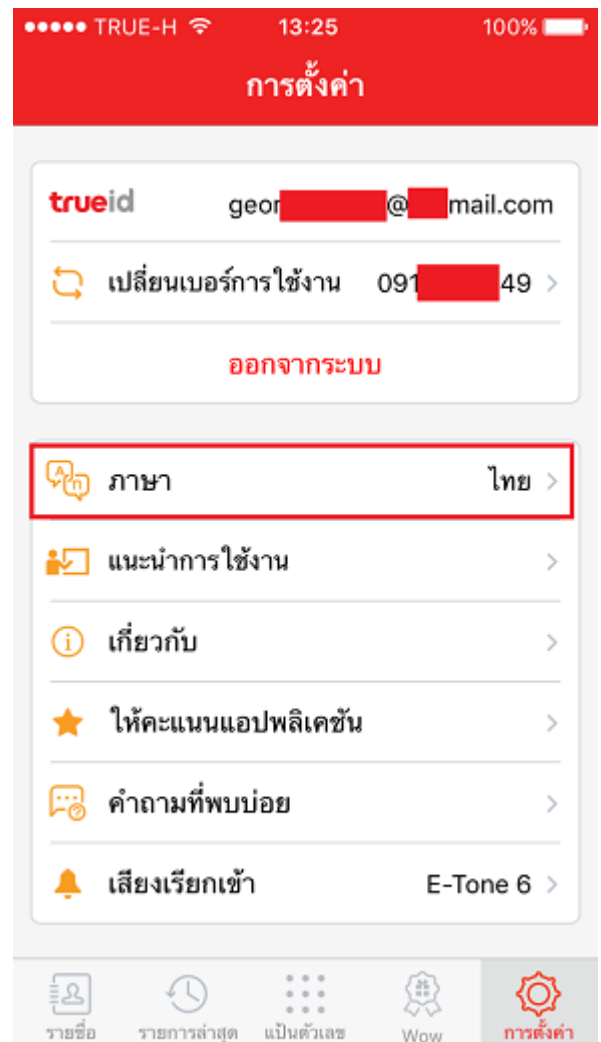 TRUE-H 13:25 100%
การตั้งค่า
trueid geor @ mail.com
เปลี่ยนเบอร์การใช้งาน 091 49
ออกจากระบบ
ภาษา ไทย
แนะนำการใช้งาน
เกี่ยวกับ
ให้คะแนนแอปพลิเคชัน
คำถามที่พบบ่อย
เสียงเรียกเข้า E-Tone 6
รายชื่อ รายการล่าสุด แป้นตัวเลข Wow การตั้งค่า